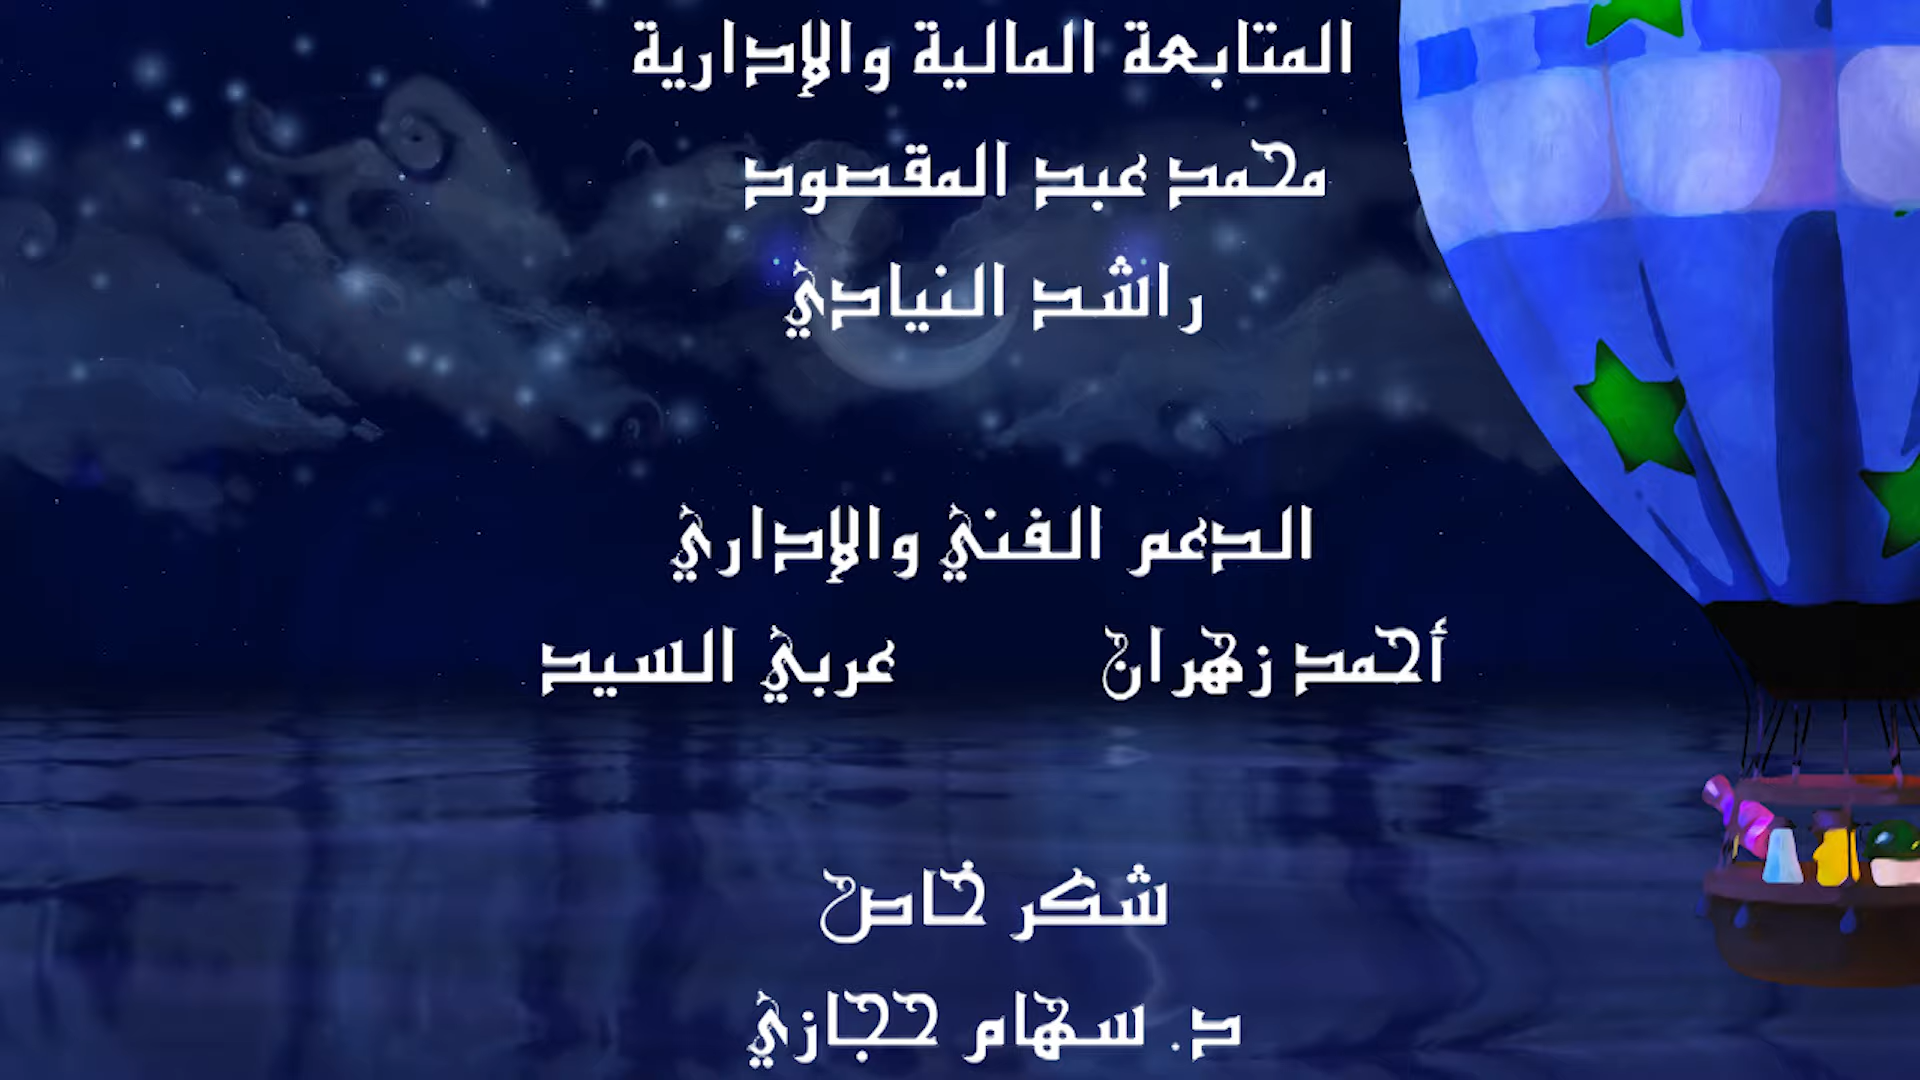 المتابعة المالية والإدارية
محمد عبد المقصود
راشد النيادي
الدعم الفني والإداري
أحمد زهران عربي السيد
شكر خاص
د. سهام حجازي